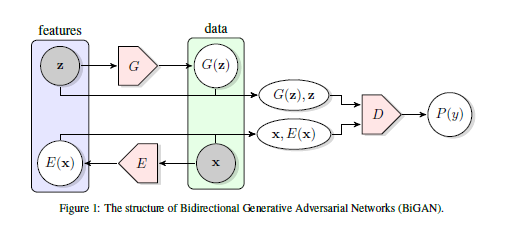 features
data
z
G
G(z)
G(z), z
D
P(y)
x, E(x)
E(x)
E
x
Figure 1: The structure of Bidirectional Generative Adversarial Networks (BiGAN).